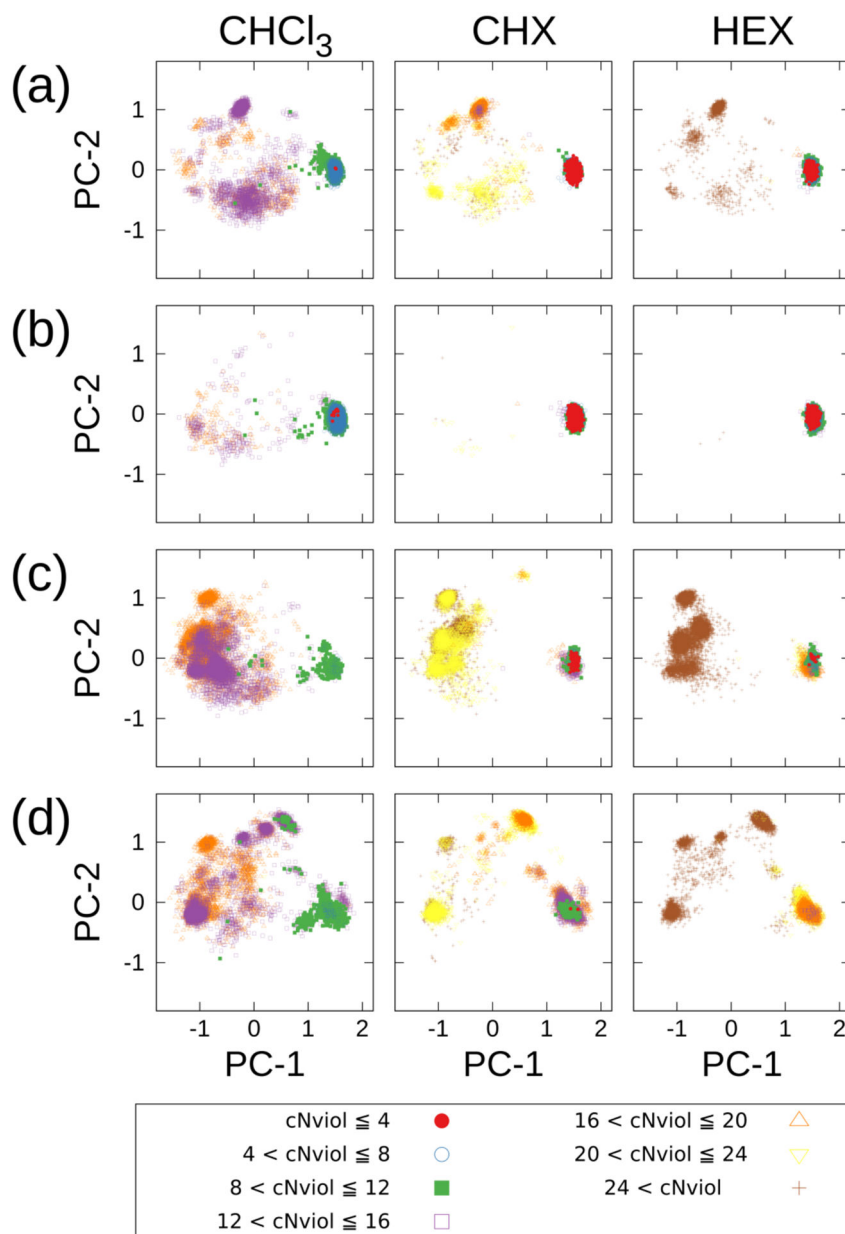 CHCl3 CHX HEX
(a)
PC-2
1
0
-1
(b)
PC-2
1
0
-1
(c)
PC-2
1
0
-1
(d)
PC-2
1
0
-1
-1 0 1 2 -1 0 1 2 -1 0 1 2
PC-1 PC-1 PC-1
cNviol ≦ 4 16 < cNviol ≦ 20
4 < cNviol ≦ 8 20 < cNviol ≦ 24
8 < cNviol ≦ 12 24 < cNviol
12 < cNviol ≦ 16